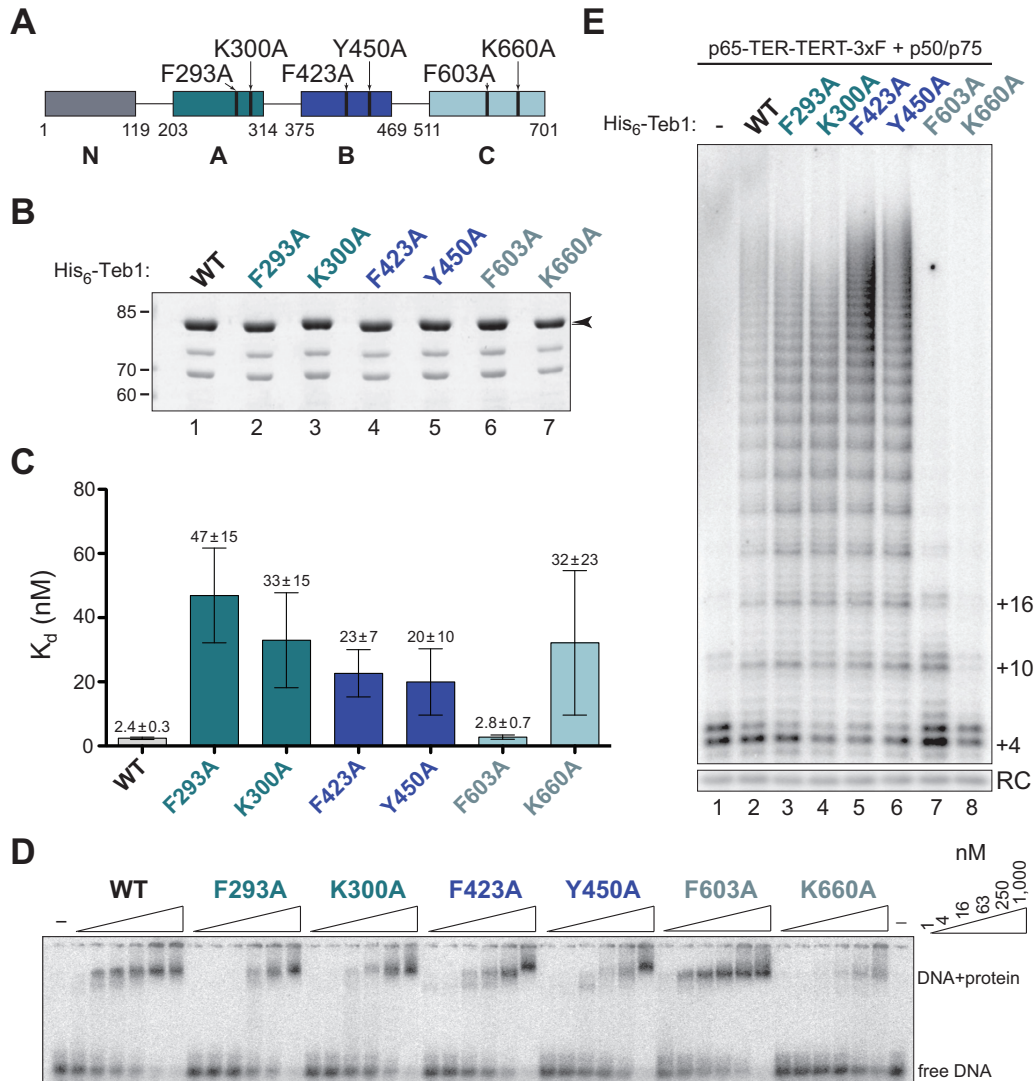 A
K300A Y450A K660A
F293A F423A F603A
1 119 203 314 375 469 511 701
N A B C
B
His6-Teb1: WT F293A K300A F423A Y450A F603A K660A
85
70
60
1 2 3 4 5 6 7
C
Kd (nM)
80
60
40
20
0
2.4±0.3 47±15 33±15 23±7 20±10 2.8±0.7 32±23
WT F293A K300A F423A Y450A F603A K660A
D
nM
– WT F293A K300A F423A Y450A F603A K660A –
1 4 16 63 250 1,000
DNA+protein
free DNA
E
p65-TER-TERT-3xF + p50/p75
His6-Teb1: - WT F293A K300A F423A Y450A F603A K660A
+16
+10
+4
RC
1 2 3 4 5 6 7 8